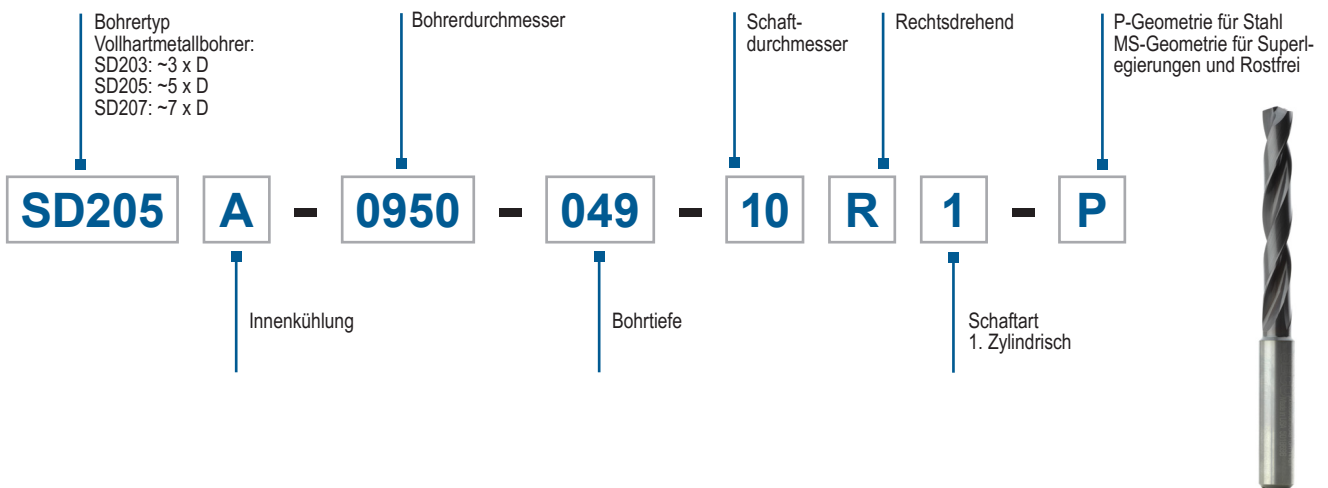 Bohrertyp
Vollhartmetallbohrer:
SD203: ~3 x D
SD205: ~5 x D
SD207: ~7 x D
Bohrerdurchmesser
Schaft-
durchmesser
Rechtsdrehend
P-Geometrie für Stahl
MS-Geometrie für Superl-
egierungen und Rostfrei
SD205 A - 0950 - 049 - 10 R 1 - P
Innenkühlung
Bohrtiefe
Schaftart
1. Zylindrisch